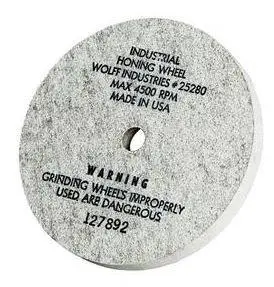 INDUSTRIAL
HONING WHEEL
WOLFF INDUSTRIES #25280
MAX 4500 RPM
MADE IN USA
WARNING
GRINDING WHEELS IMPROPERLY
USED ARE DANGEROUS
127892